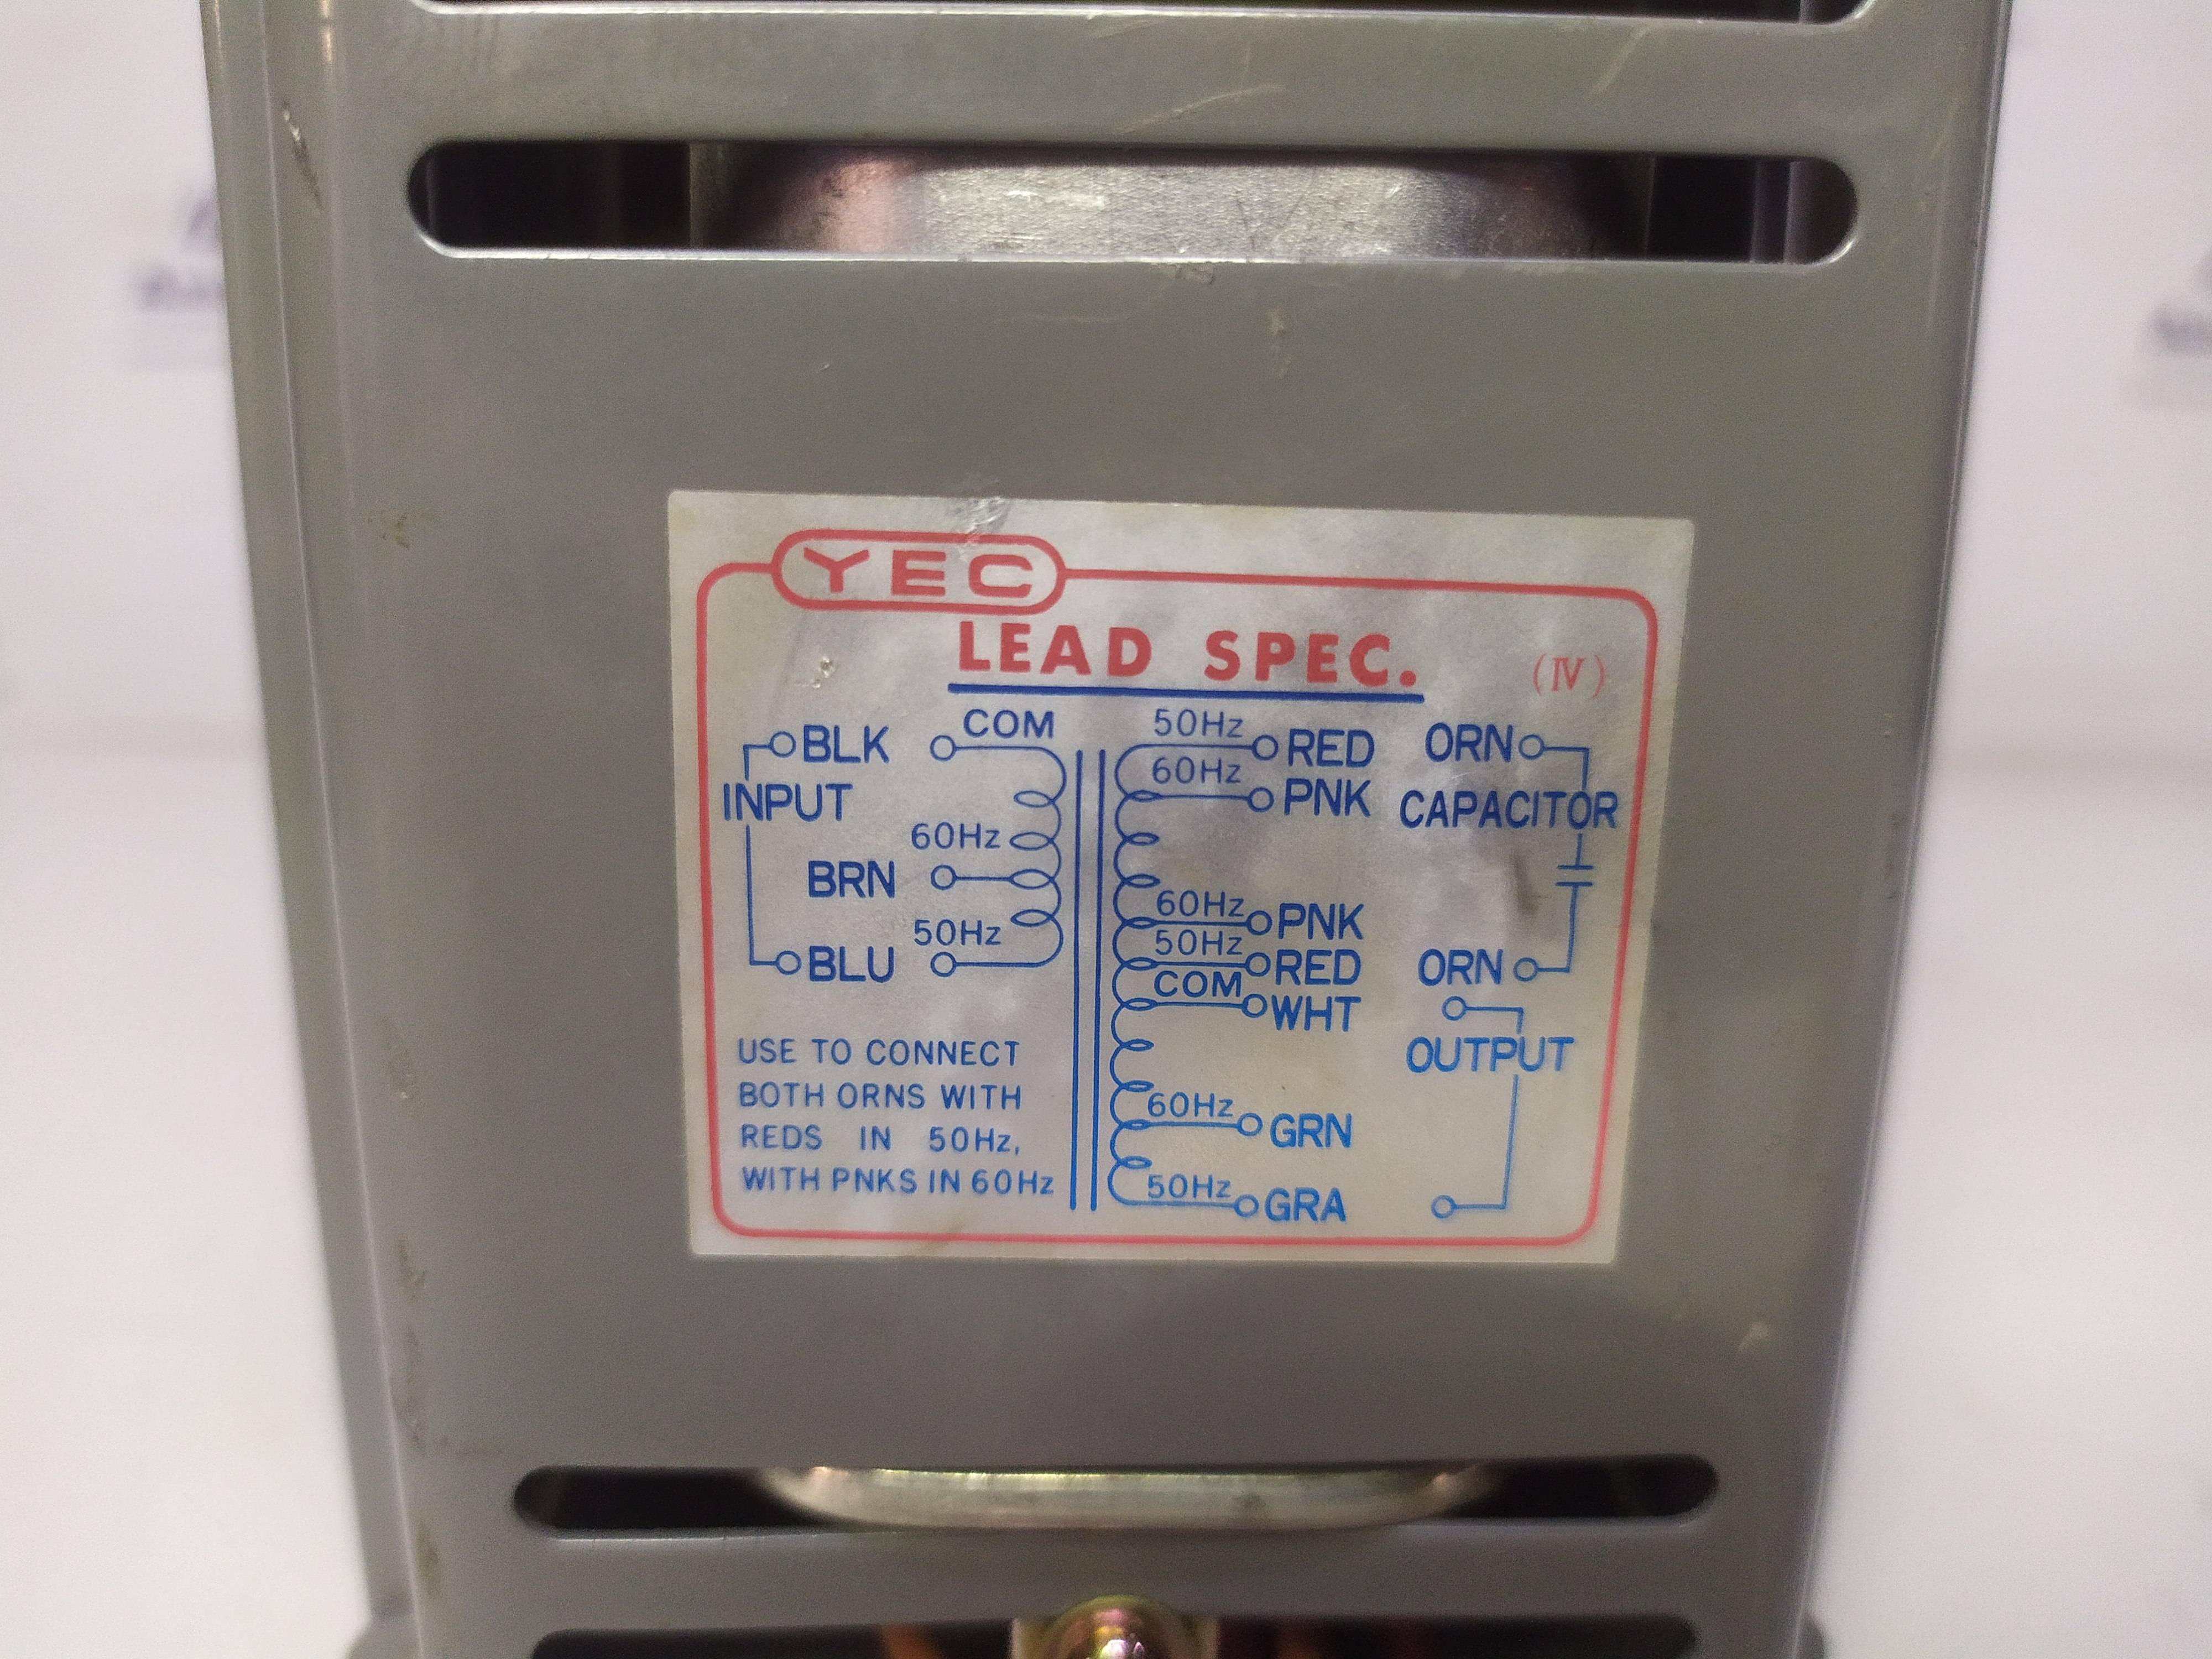 YEC
LEAD SPEC.
(IV)
BLK COM
INPUT
60Hz
BRN
50Hz
BLU
50Hz RED
60Hz PNK
60Hz PNK
50Hz RED
COM WHT
60Hz GRN
50Hz GRA
ORN
CAPACITOR
ORN
OUTPUT
USE TO CONNECT
BOTH ORNS WITH
REDS IN 50Hz,
WITH PNKS IN 60Hz